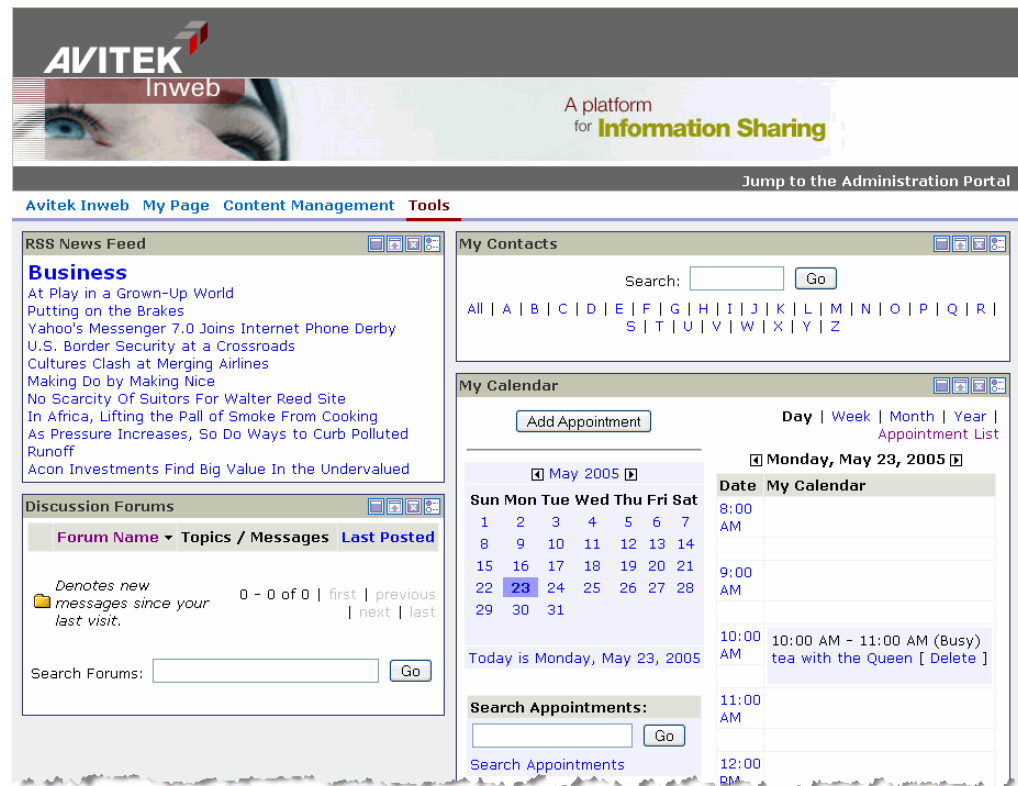 AVITEK
Inweb
A platform
for Information Sharing
Jump to the Administration Portal
Avitek Inweb My Page Content Management Tools
RSS News Feed
Business
At Play in a Grown-Up World
Putting on the Brakes
Yahoo's Messenger 7.0 Joins Internet Phone Derby
U.S. Border Security at a Crossroads
Cultures Clash at Merging Airlines
Making Do by Making Nice
No Scarcity Of Suitors For Walter Reed Site
In Africa, Lifting the Pall of Smoke From Cooking
As Pressure Increases, So Do Ways to Curb Polluted
Runoff
Acon Investments Find Big Value In the Undervalued
Discussion Forums
Forum Name Topics / Messages Last Posted
Denotes new
messages since your
last visit.
0 - 0 of 0 | first | previous
| next | last
Search Forums: Go
My Contacts
Search: Go
All | A | B | C | D | E | F | G | H | I | J | K | L | M | N | O | P | Q | R |
S | T | U | V | W | X | Y | Z
My Calendar
Add Appointment
May 2005
Sun Mon Tue Wed Thu Fri Sat
1 2 3 4 5 6 7
8 9 10 11 12 13 14
15 16 17 18 19 20 21
22 23 24 25 26 27 28
29 30 31
Today is Monday, May 23, 2005
Search Appointments:
Go
Search Appointments
Day | Week | Month | Year |
Appointment List
Monday, May 23, 2005
Date My Calendar
8:00
AM
9:00
AM
10:00
AM
10:00 AM - 11:00 AM (Busy)
tea with the Queen [ Delete ]
11:00
AM
12:00
PM